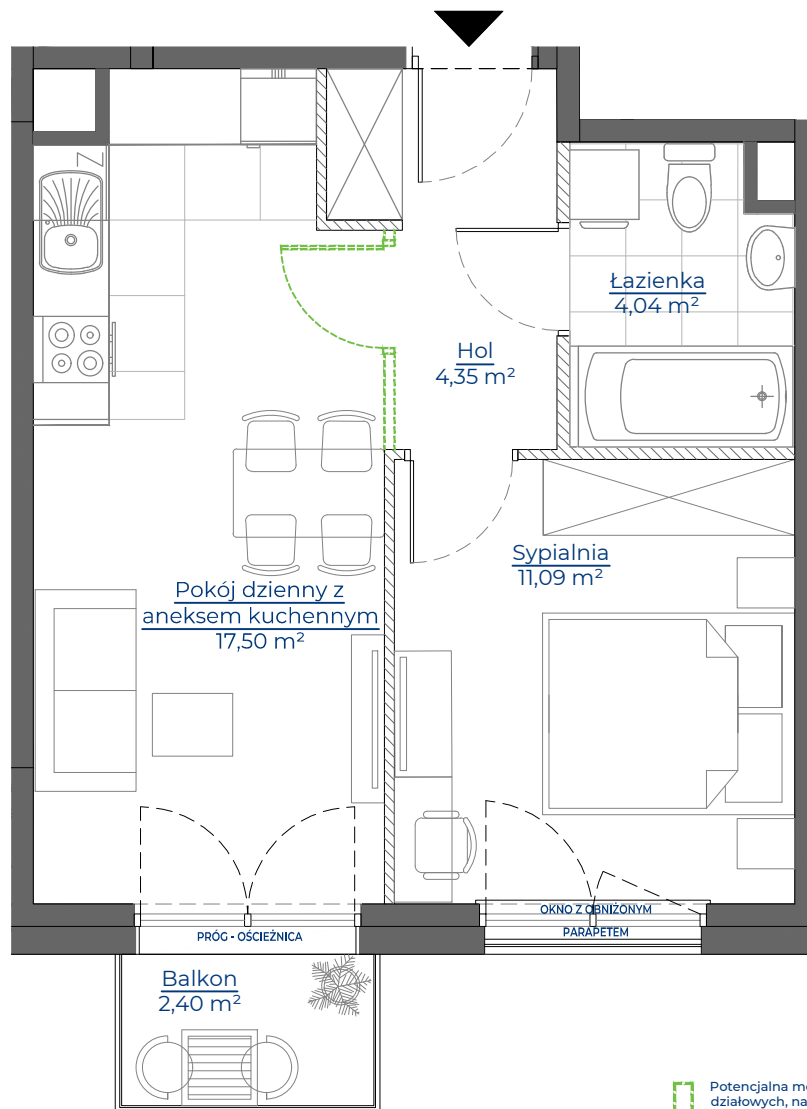 Z
Łazienka
4,04 m²
Hol
4,35 m²
Sypialnia
11,09 m²
Pokój dzienny z
aneksem kuchennym
17,50 m²
OKNO Z OBNIŻONYM
PARAPETEM
PRÓG - OŚCIEŻNICA
Balkon
2,40 m²
Potencjalna
działowych,